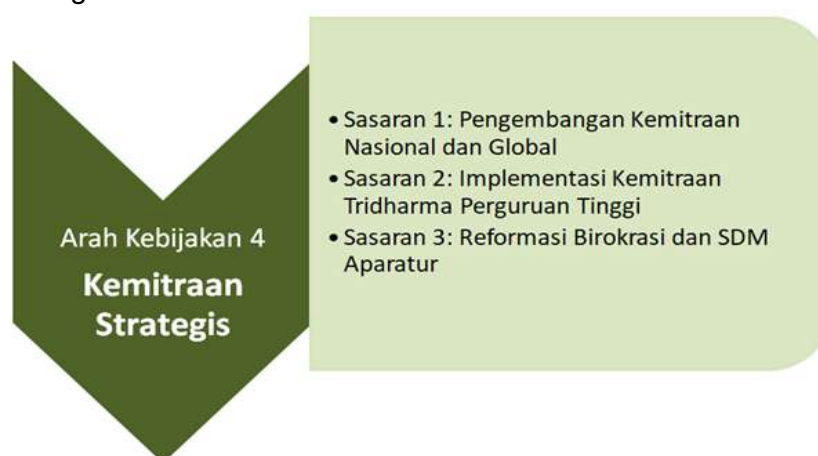 Arah Kebijakan 4
Kemitraan
Strategis
• Sasaran 1: Pengembangan Kemitraan
Nasional dan Global
• Sasaran 2: Implementasi Kemitraan
Tridharma Perguruan Tinggi
• Sasaran 3: Reformasi Birokrasi dan SDM
Aparatur